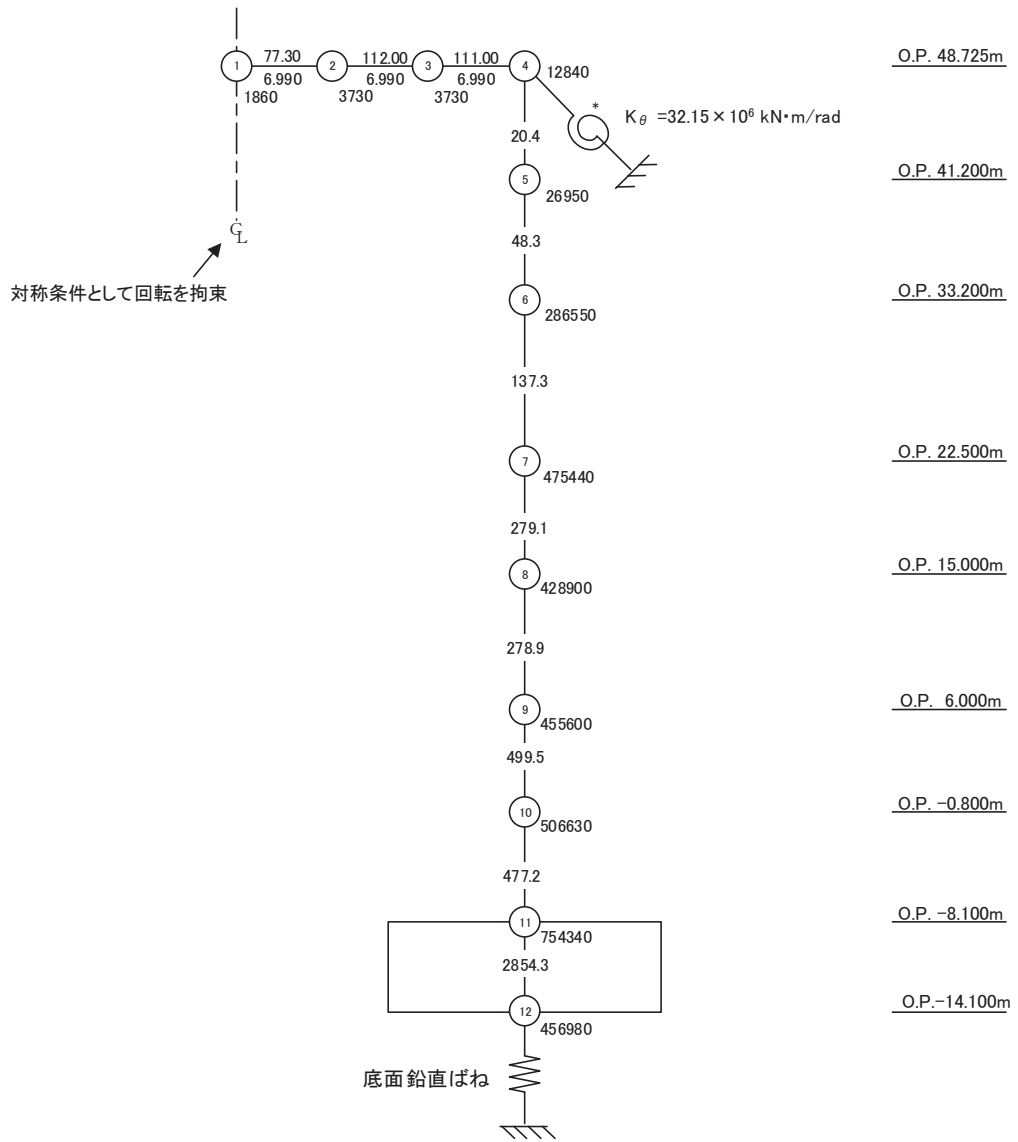 1 77.30 2 112.00 3 111.00 4 O.P. 48.725m
6.990 6.990 6.990 12840
1860 3730 3730
* Kθ =32.15×10⁶ kN・m/rad
20.4
5 26950 O.P. 41.200m
C̲L
48.3
対称条件として回転を拘束
6 286550 O.P. 33.200m
137.3
7 475440 O.P. 22.500m
279.1
8 428900 O.P. 15.000m
278.9
9 455600 O.P. 6.000m
499.5
10 506630 O.P. -0.800m
477.2
11 754340 O.P. -8.100m
2854.3
12 456980 O.P.-14.100m
底面鉛直ばね